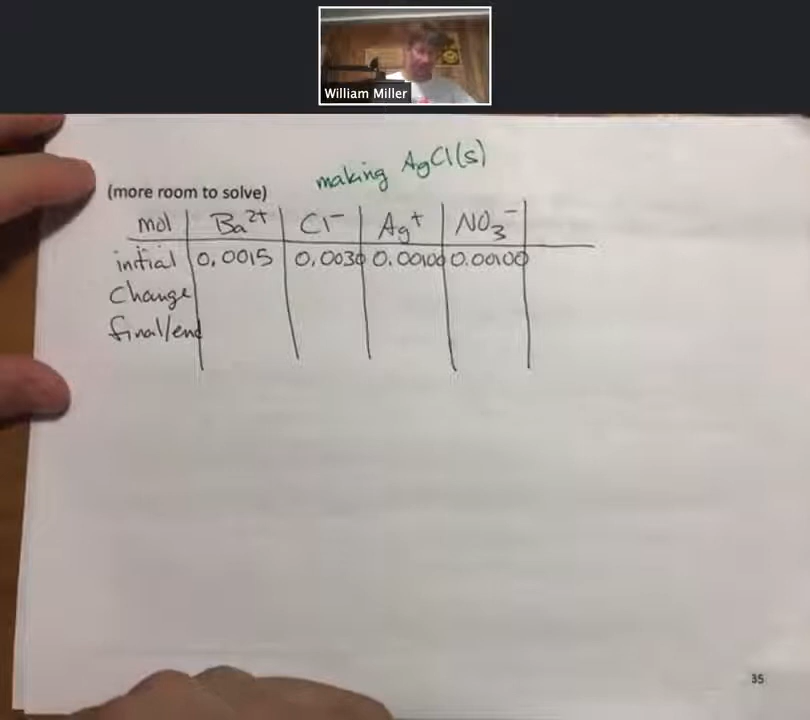 William Miller
making AgCl(s)
(more room to solve)
mol Ba²⁺ Cl⁻ Ag⁺ NO₃⁻
initial 0.0015 0.0030 0.00100 0.00100
Change
final/end
35